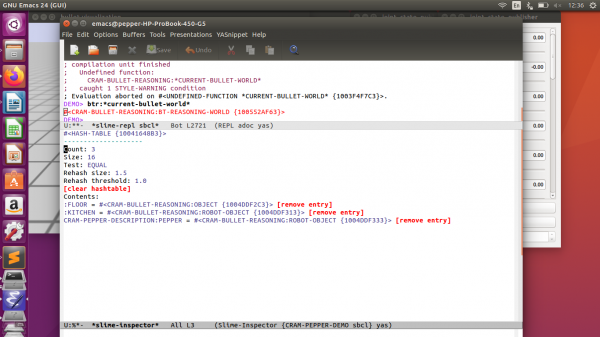 GNU Emacs 24 (GUI)
En
12:36
emacs@pepper-HP-ProBook-450-G5
File Edit Options Buffers Tools Presentations YASnippet Help
Save Undo
; compilation unit finished
;   Undefined function:
;     CRAM-BULLET-REASONING:*CURRENT-BULLET-WORLD*
;   caught 1 STYLE-WARNING condition
; Evaluation aborted on #<UNDEFINED-FUNCTION *CURRENT-BULLET-WORLD* {1003F4F7C3}>.
DEMO> btr:*current-bullet-world*
#<CRAM-BULLET-REASONING:BT-REASONING-WORLD {100552AF63}>
DEMO>
U:**-  *slime-repl sbcl*   Bot L2721  (REPL adoc yas)
#<HASH-TABLE {10041648B3}>
--------------------
Count: 3
Size: 16
Test: EQUAL
Rehash size: 1.5
Rehash threshold: 1.0
[clear hashtable]
Contents:
:FLOOR = #<CRAM-BULLET-REASONING:OBJECT {1004DDF2C3}> [remove entry]
:KITCHEN = #<CRAM-BULLET-REASONING:ROBOT-OBJECT {1004DDF313}> [remove entry]
CRAM-PEPPER-DESCRIPTION:PEPPER = #<CRAM-BULLET-REASONING:ROBOT-OBJECT {1004DDF333}> [remove entry]
U:%*-  *slime-inspector*   All L3   (Slime-Inspector {CRAM-PEPPER-DEMO sbcl} yas)
0.00
-0.00
0.00
0.00
0.00
0.00